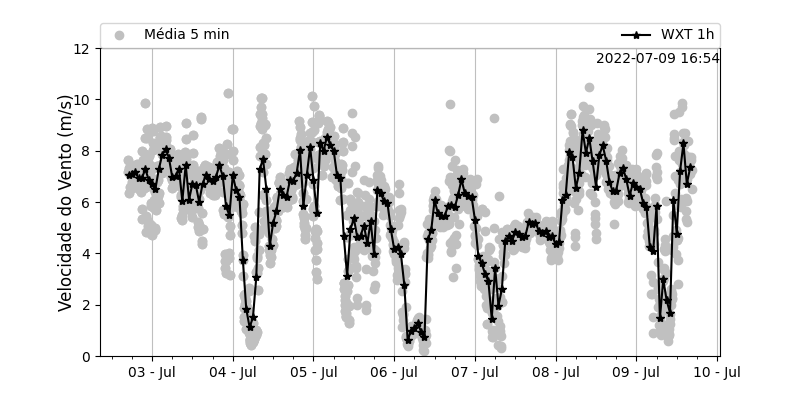 Média 5 min
WXT 1h
2022-07-09 16:54
Velocidade do Vento (m/s)
12
10
8
6
4
2
0
03 - Jul
04 - Jul
05 - Jul
06 - Jul
07 - Jul
08 - Jul
09 - Jul
10 - Jul